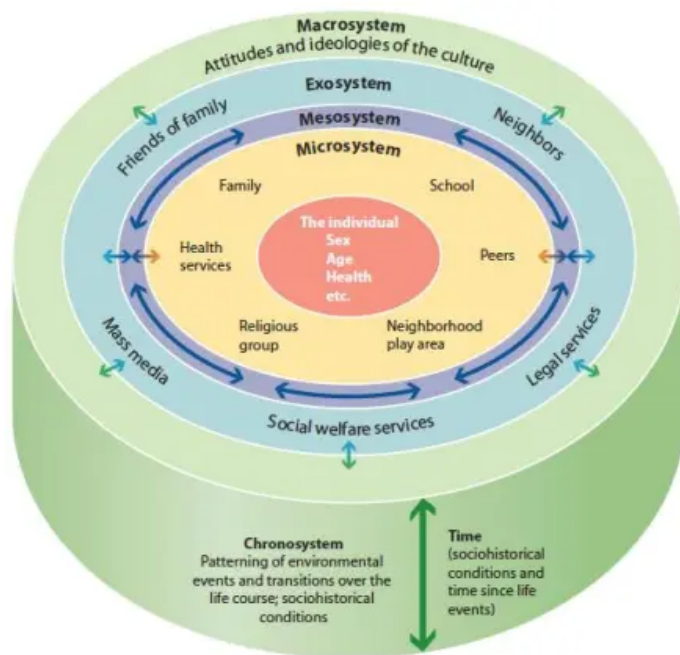 Macrosystem
Attitudes and ideologies of the culture
Exosystem
Friends of family
Neighbors
Mesosystem
Microsystem
Family
School
The individual
Sex
Age
Health
etc.
Health
services
Peers
Religious
group
Neighborhood
play area
Mass media
Legal services
Social welfare services
Chronosystem
Patterning of environmental
events and transitions over the
life course; sociohistorical
conditions
Time
(sociohistorical
conditions and
time since life
events)